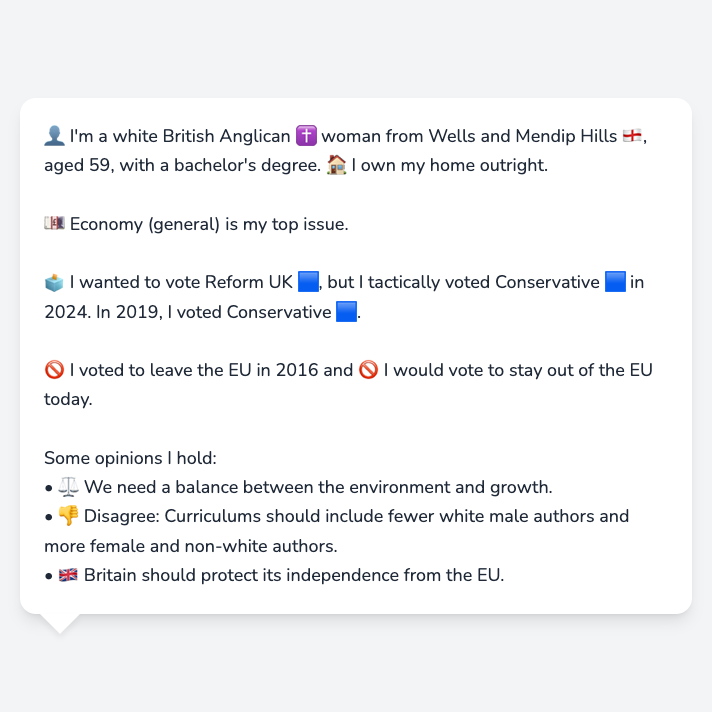 👤 I'm a white British Anglican ✝️ woman from Wells and Mendip Hills 🏴󠁧󠁢󠁥󠁮󠁧󠁿,
aged 59, with a bachelor's degree. 🏠 I own my home outright.
💷 Economy (general) is my top issue.
🗳️ I wanted to vote Reform UK 🟦, but I tactically voted Conservative 🟦 in
2024. In 2019, I voted Conservative 🟦.
🚫 I voted to leave the EU in 2016 and 🚫 I would vote to stay out of the EU
today.
Some opinions I hold:
• ⚖️ We need a balance between the environment and growth.
• 👎 Disagree: Curriculums should include fewer white male authors and
more female and non-white authors.
• 🇬🇧 Britain should protect its independence from the EU.